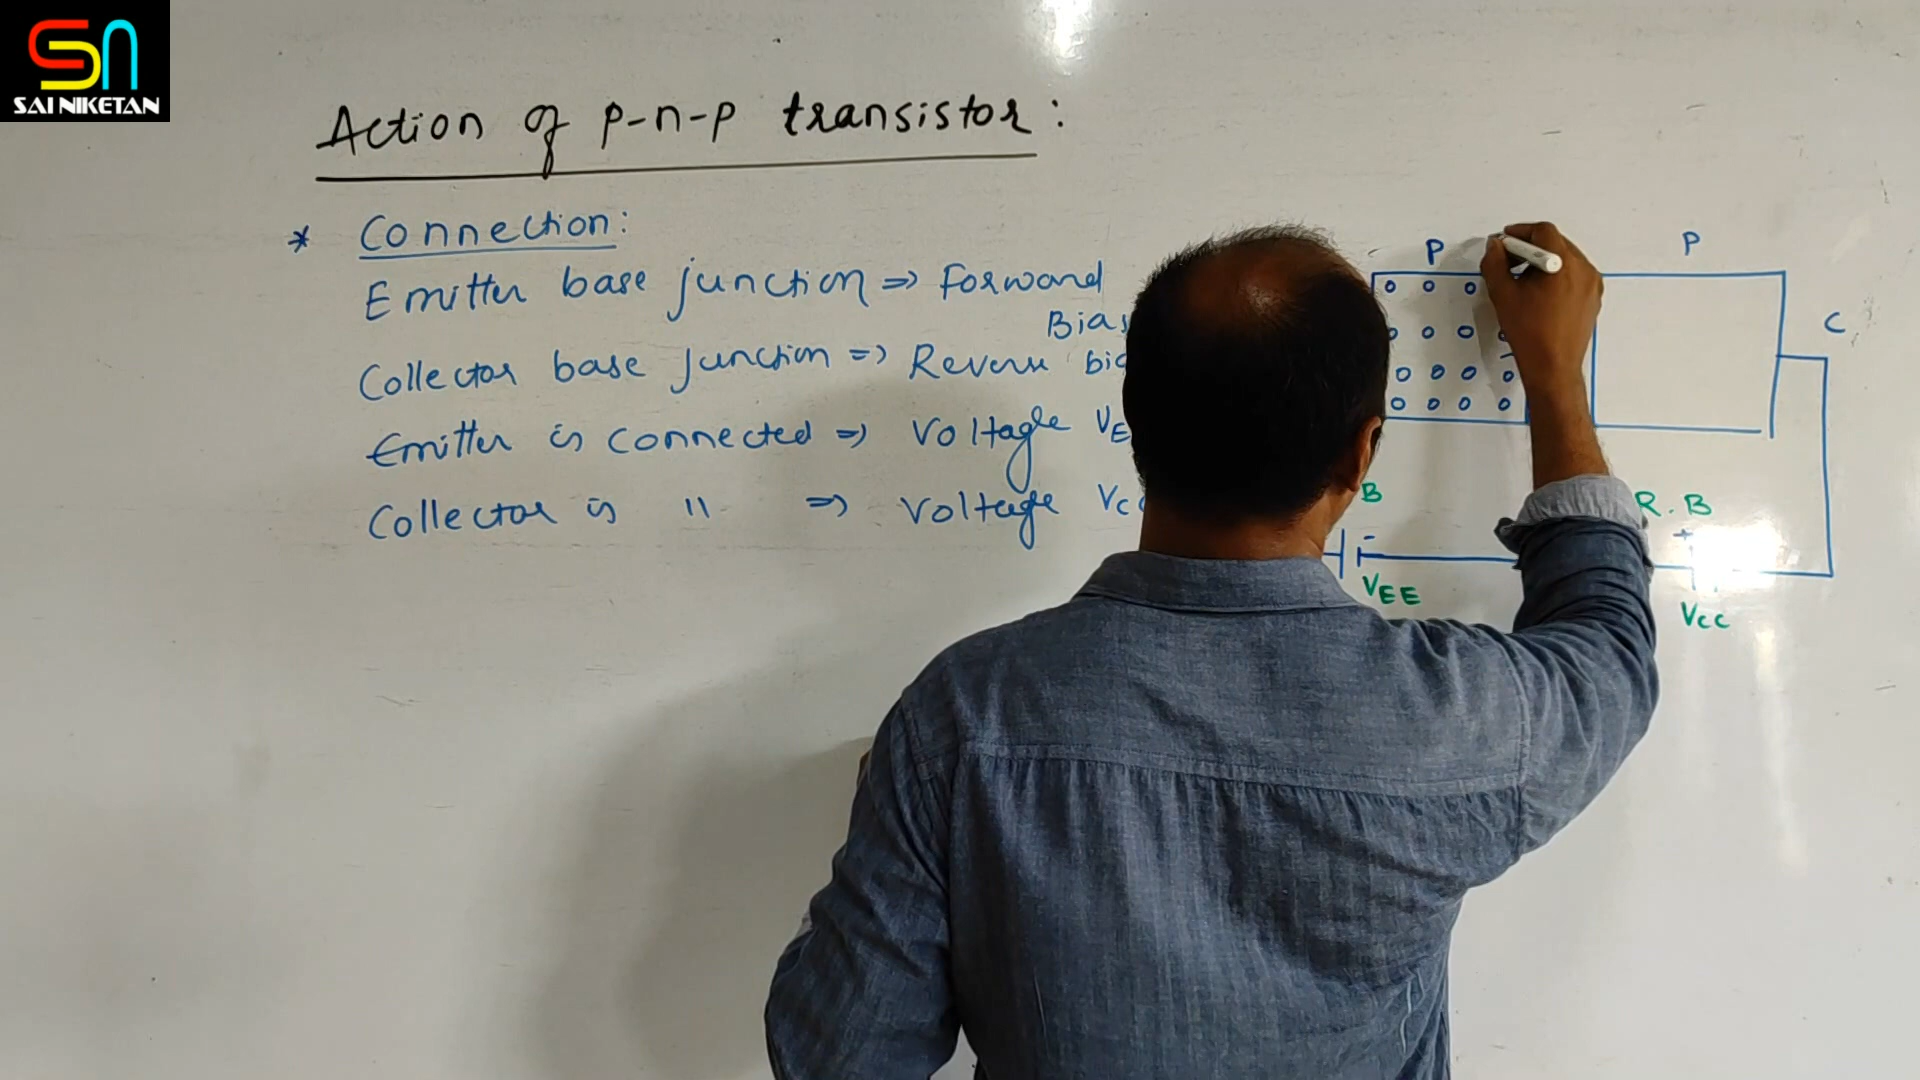 SN
SAI NIKETAN
Action of p-n-p transistor:
* Connection:
Emitter base junction => Forward
Bias
Collector base junction => Reverse
Emitter is connected => Voltage
Collector is " => Voltage
P
P
C
B
R.B
-
+
VEE
VCC